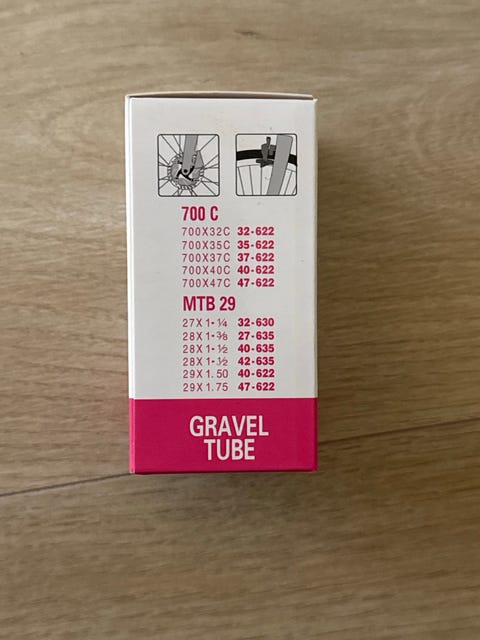 700 C
700X32C 32-622
700X35C 35-622
700X37C 37-622
700X40C 40-622
700X47C 47-622
MTB 29
27X1-1/4 32-630
28X1-3/8 27-635
28X1-1/2 40-635
28X1-1/2 42-635
29X1.50 40-622
29X1.75 47-622
GRAVEL
TUBE